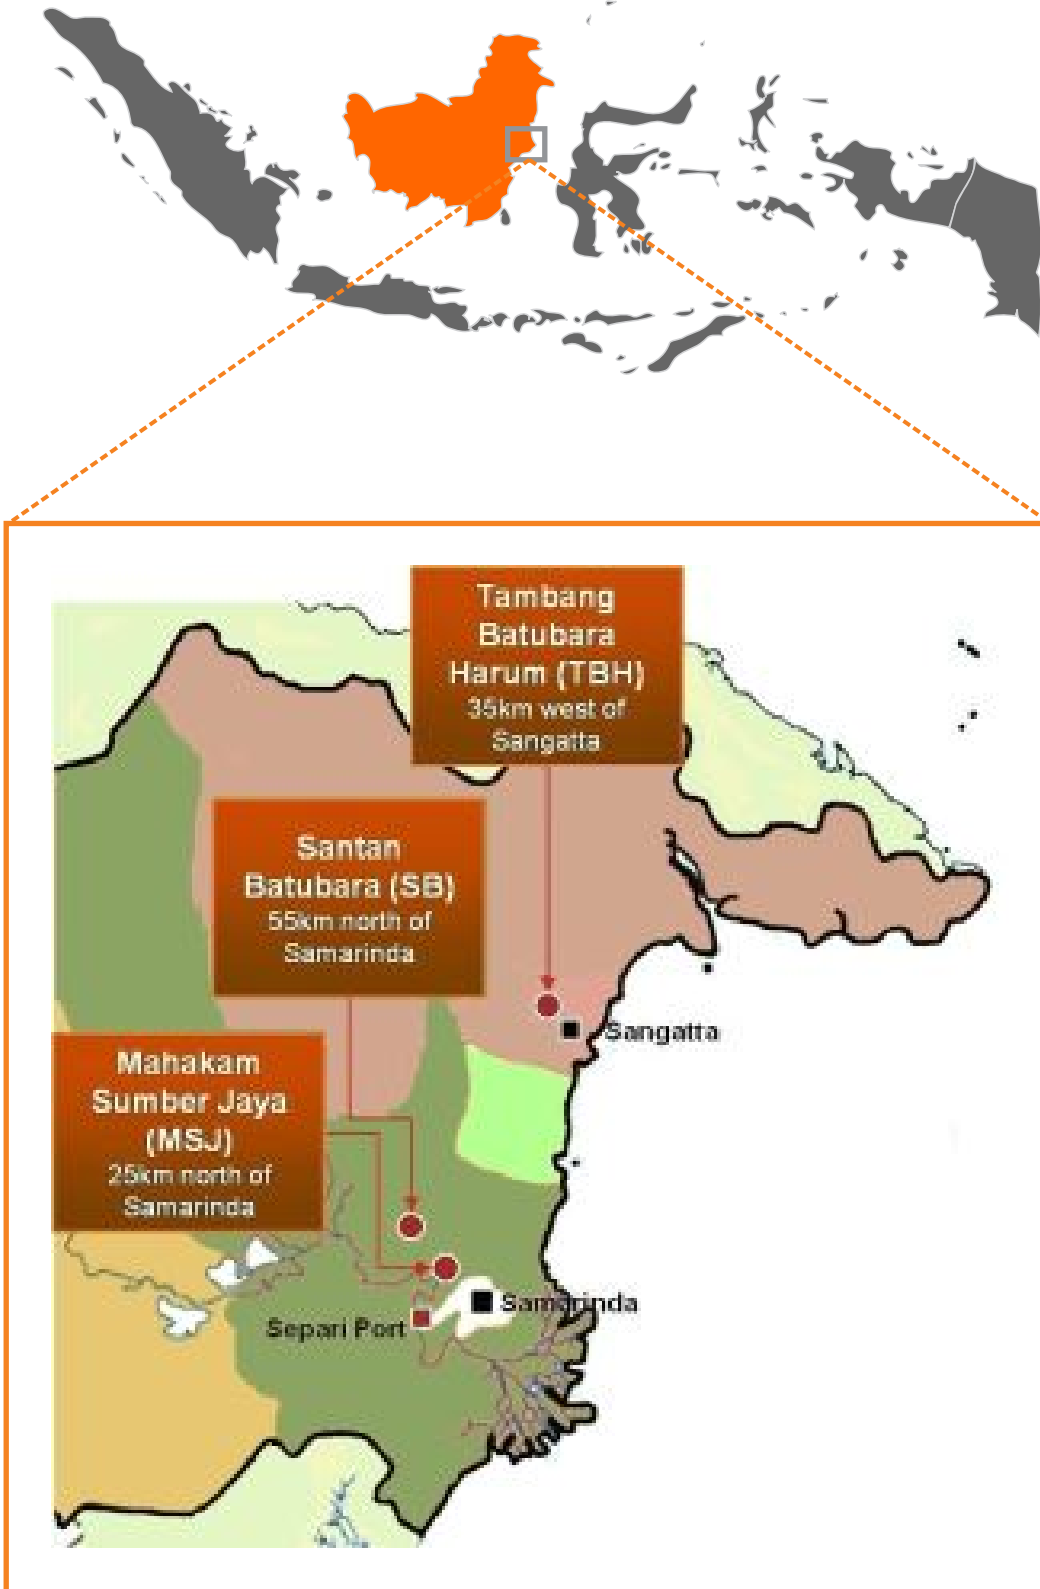 Tambang
Batubara
Harum (TBH)
35km west of
Sangatta
Santan
Batubara (SB)
55km north of
Samarinda
Sangatta
Mahakam
Sumber Jaya
(MSJ)
25km north of
Samarinda
Samarinda
Separi Port